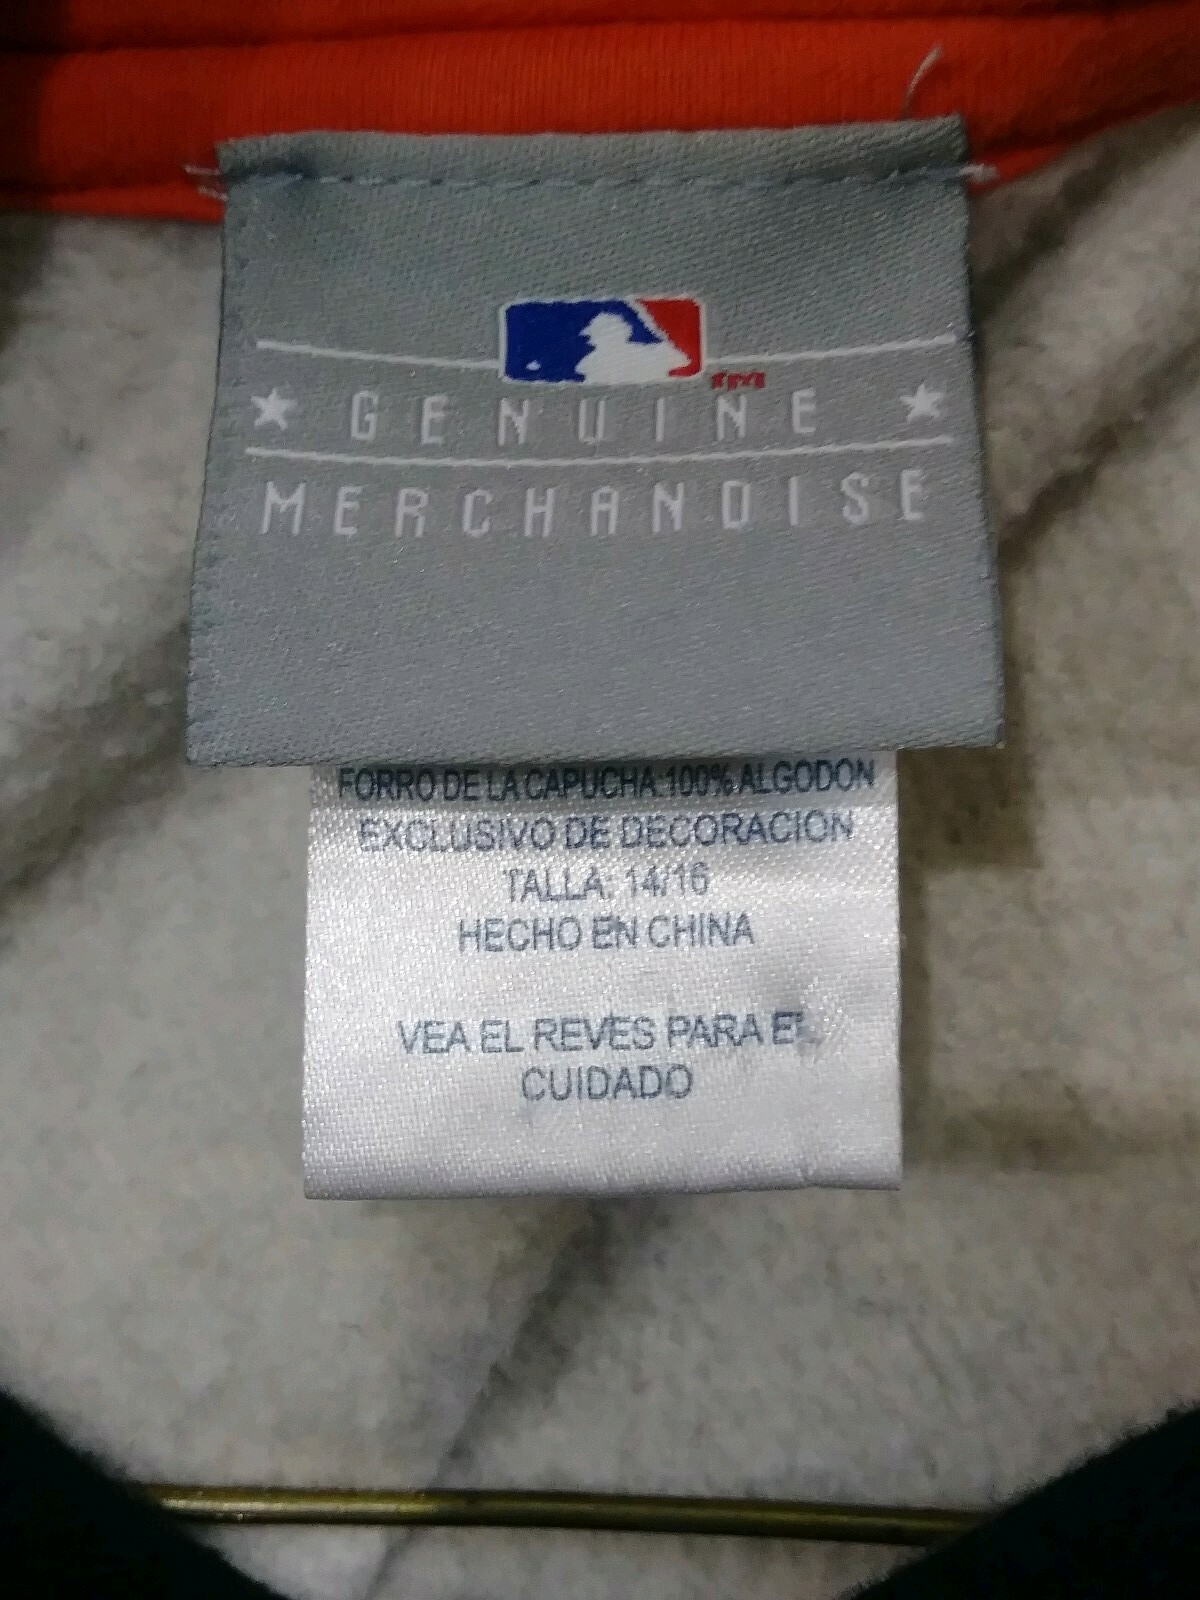 TM
GENUINE
MERCHANDISE
FORRO DE LA CAPUCHA:100% ALGODON
EXCLUSIVO DE DECORACION
TALLA: 14/16
HECHO EN CHINA
VEA EL REVES PARA EL
CUIDADO